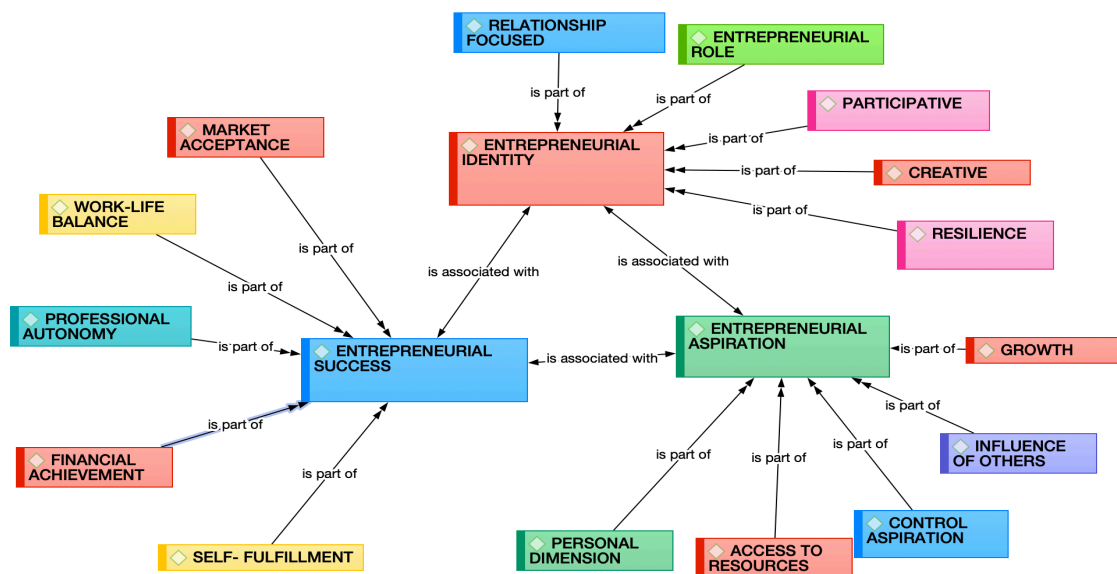 RELATIONSHIP
FOCUSED
ENTREPRENEURIAL
ROLE
is part of
is part of
PARTICIPATIVE
MARKET
ACCEPTANCE
ENTREPRENEURIAL
IDENTITY
is part of
is part of
CREATIVE
WORK-LIFE
BALANCE
is part of
RESILIENCE
is part of
is associated with
is associated with
is part of
PROFESSIONAL
AUTONOMY
is part of
ENTREPRENEURIAL
SUCCESS
is associated with
ENTREPRENEURIAL
ASPIRATION
is part of
GROWTH
is part of
is part of
FINANCIAL
ACHIEVEMENT
INFLUENCE
OF OTHERS
is part of
is part of
is part of
is part of
SELF- FULFILLMENT
PERSONAL
DIMENSION
ACCESS TO
RESOURCES
CONTROL
ASPIRATION